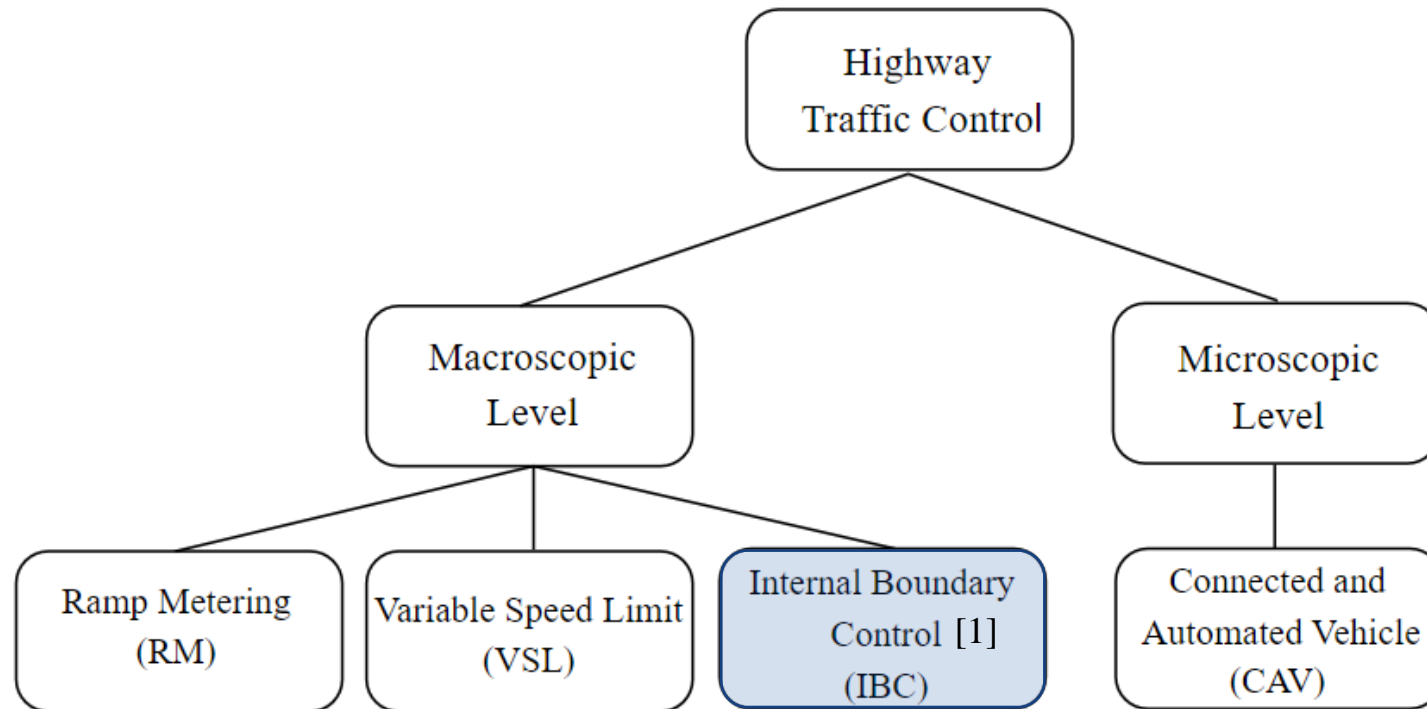 Highway
Traffic Control
Macroscopic
Level
Microscopic
Level
Ramp Metering
(RM)
Variable Speed Limit
(VSL)
Internal Boundary
Control [1]
(IBC)
Connected and
Automated Vehicle
(CAV)